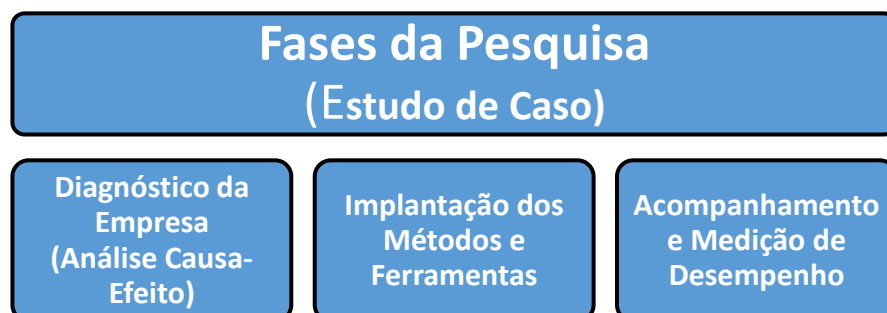 Fases da Pesquisa
(Estudo de Caso)
Diagnóstico da
Empresa
(Análise Causa-
Efeito)
Implantação dos
Métodos e
Ferramentas
Acompanhamento
e Medição de
Desempenho